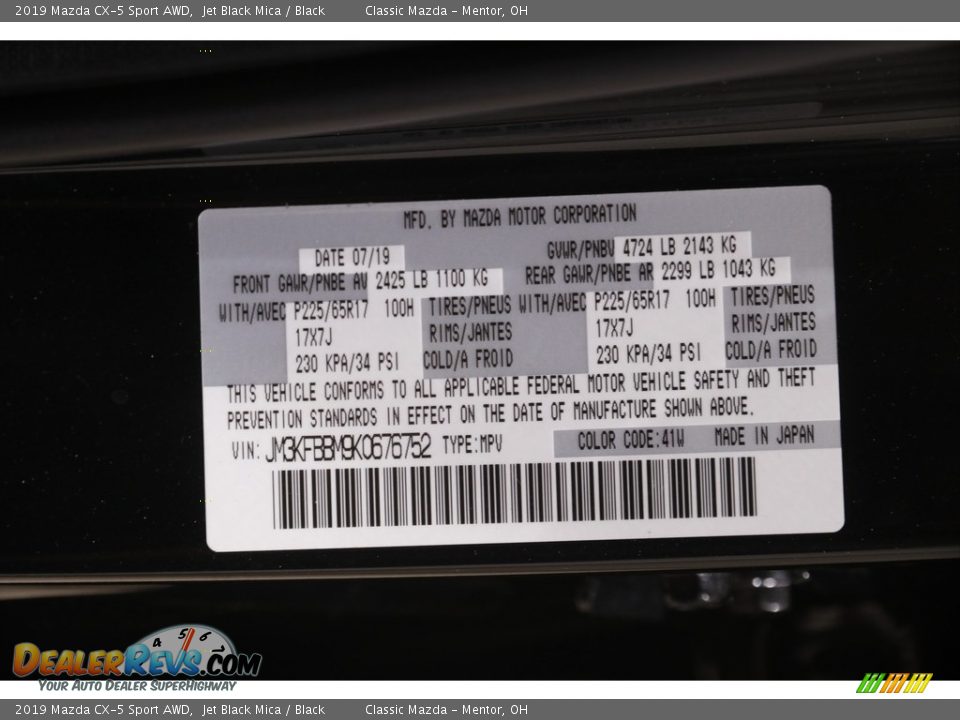 2019 Mazda CX-5 Sport AWD, Jet Black Mica / Black Classic Mazda - Mentor, OH
MFD. BY MAZDA MOTOR CORPORATION
DATE 07/19 GVWR/PNBV 4724 LB 2143 KG
FRONT GAWR/PNBE AV 2425 LB 1100 KG REAR GAWR/PNBE AR 2299 LB 1043 KG
WITH/AVEC P225/65R17 100H TIRES/PNEUS WITH/AVEC P225/65R17 100H TIRES/PNEUS
17X7J RIMS/JANTES 17X7J RIMS/JANTES
230 KPA/34 PSI COLD/A FROID 230 KPA/34 PSI COLD/A FROID
THIS VEHICLE CONFORMS TO ALL APPLICABLE FEDERAL MOTOR VEHICLE SAFETY AND THEFT
PREVENTION STANDARDS IN EFFECT ON THE DATE OF MANUFACTURE SHOWN ABOVE.
VIN: JM3KFBBM9K0676752 TYPE:MPV COLOR CODE:41W MADE IN JAPAN
4 5 6
DEALERREVS.COM
YOUR AUTO DEALER SUPERHIGHWAY
2019 Mazda CX-5 Sport AWD, Jet Black Mica / Black Classic Mazda - Mentor, OH